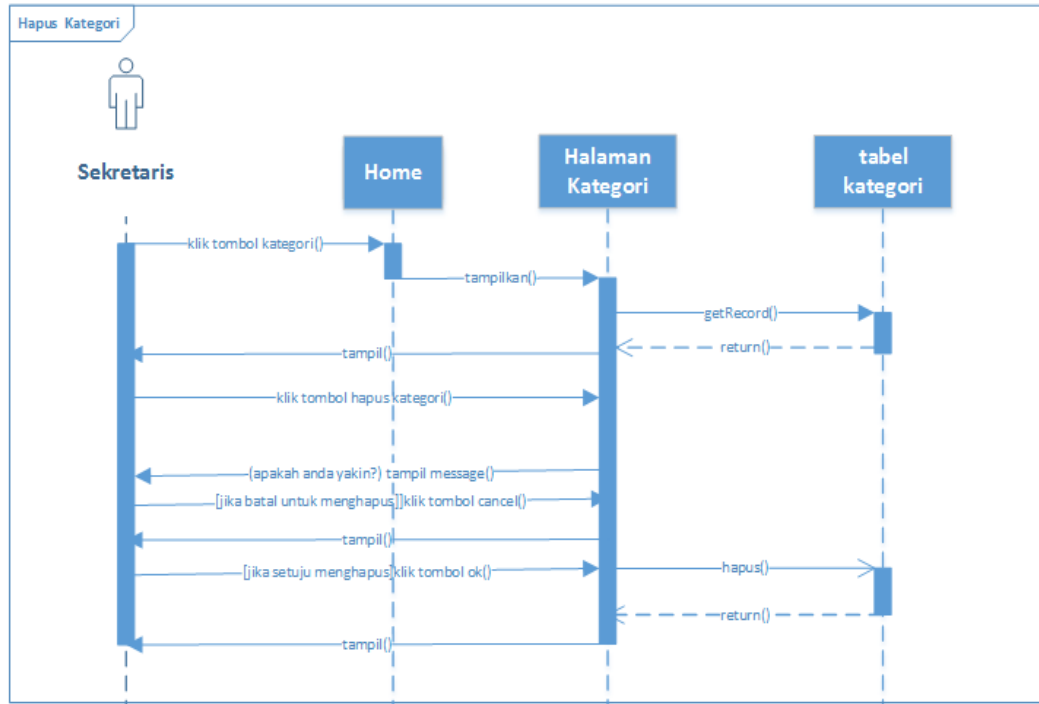 Hapus Kategori
Sekretaris
Home
Halaman
Kategori
tabel
kategori
klik tombol kategori()
tampilkan()
getRecord()
return()
tampil()
klik tombol hapus kategori()
(apakah anda yakin?) tampil message()
[jika batal untuk menghapus]]klik tombol cancel()
tampil()
[jika setuju menghapus]klik tombol ok()
hapus()
return()
tampil()